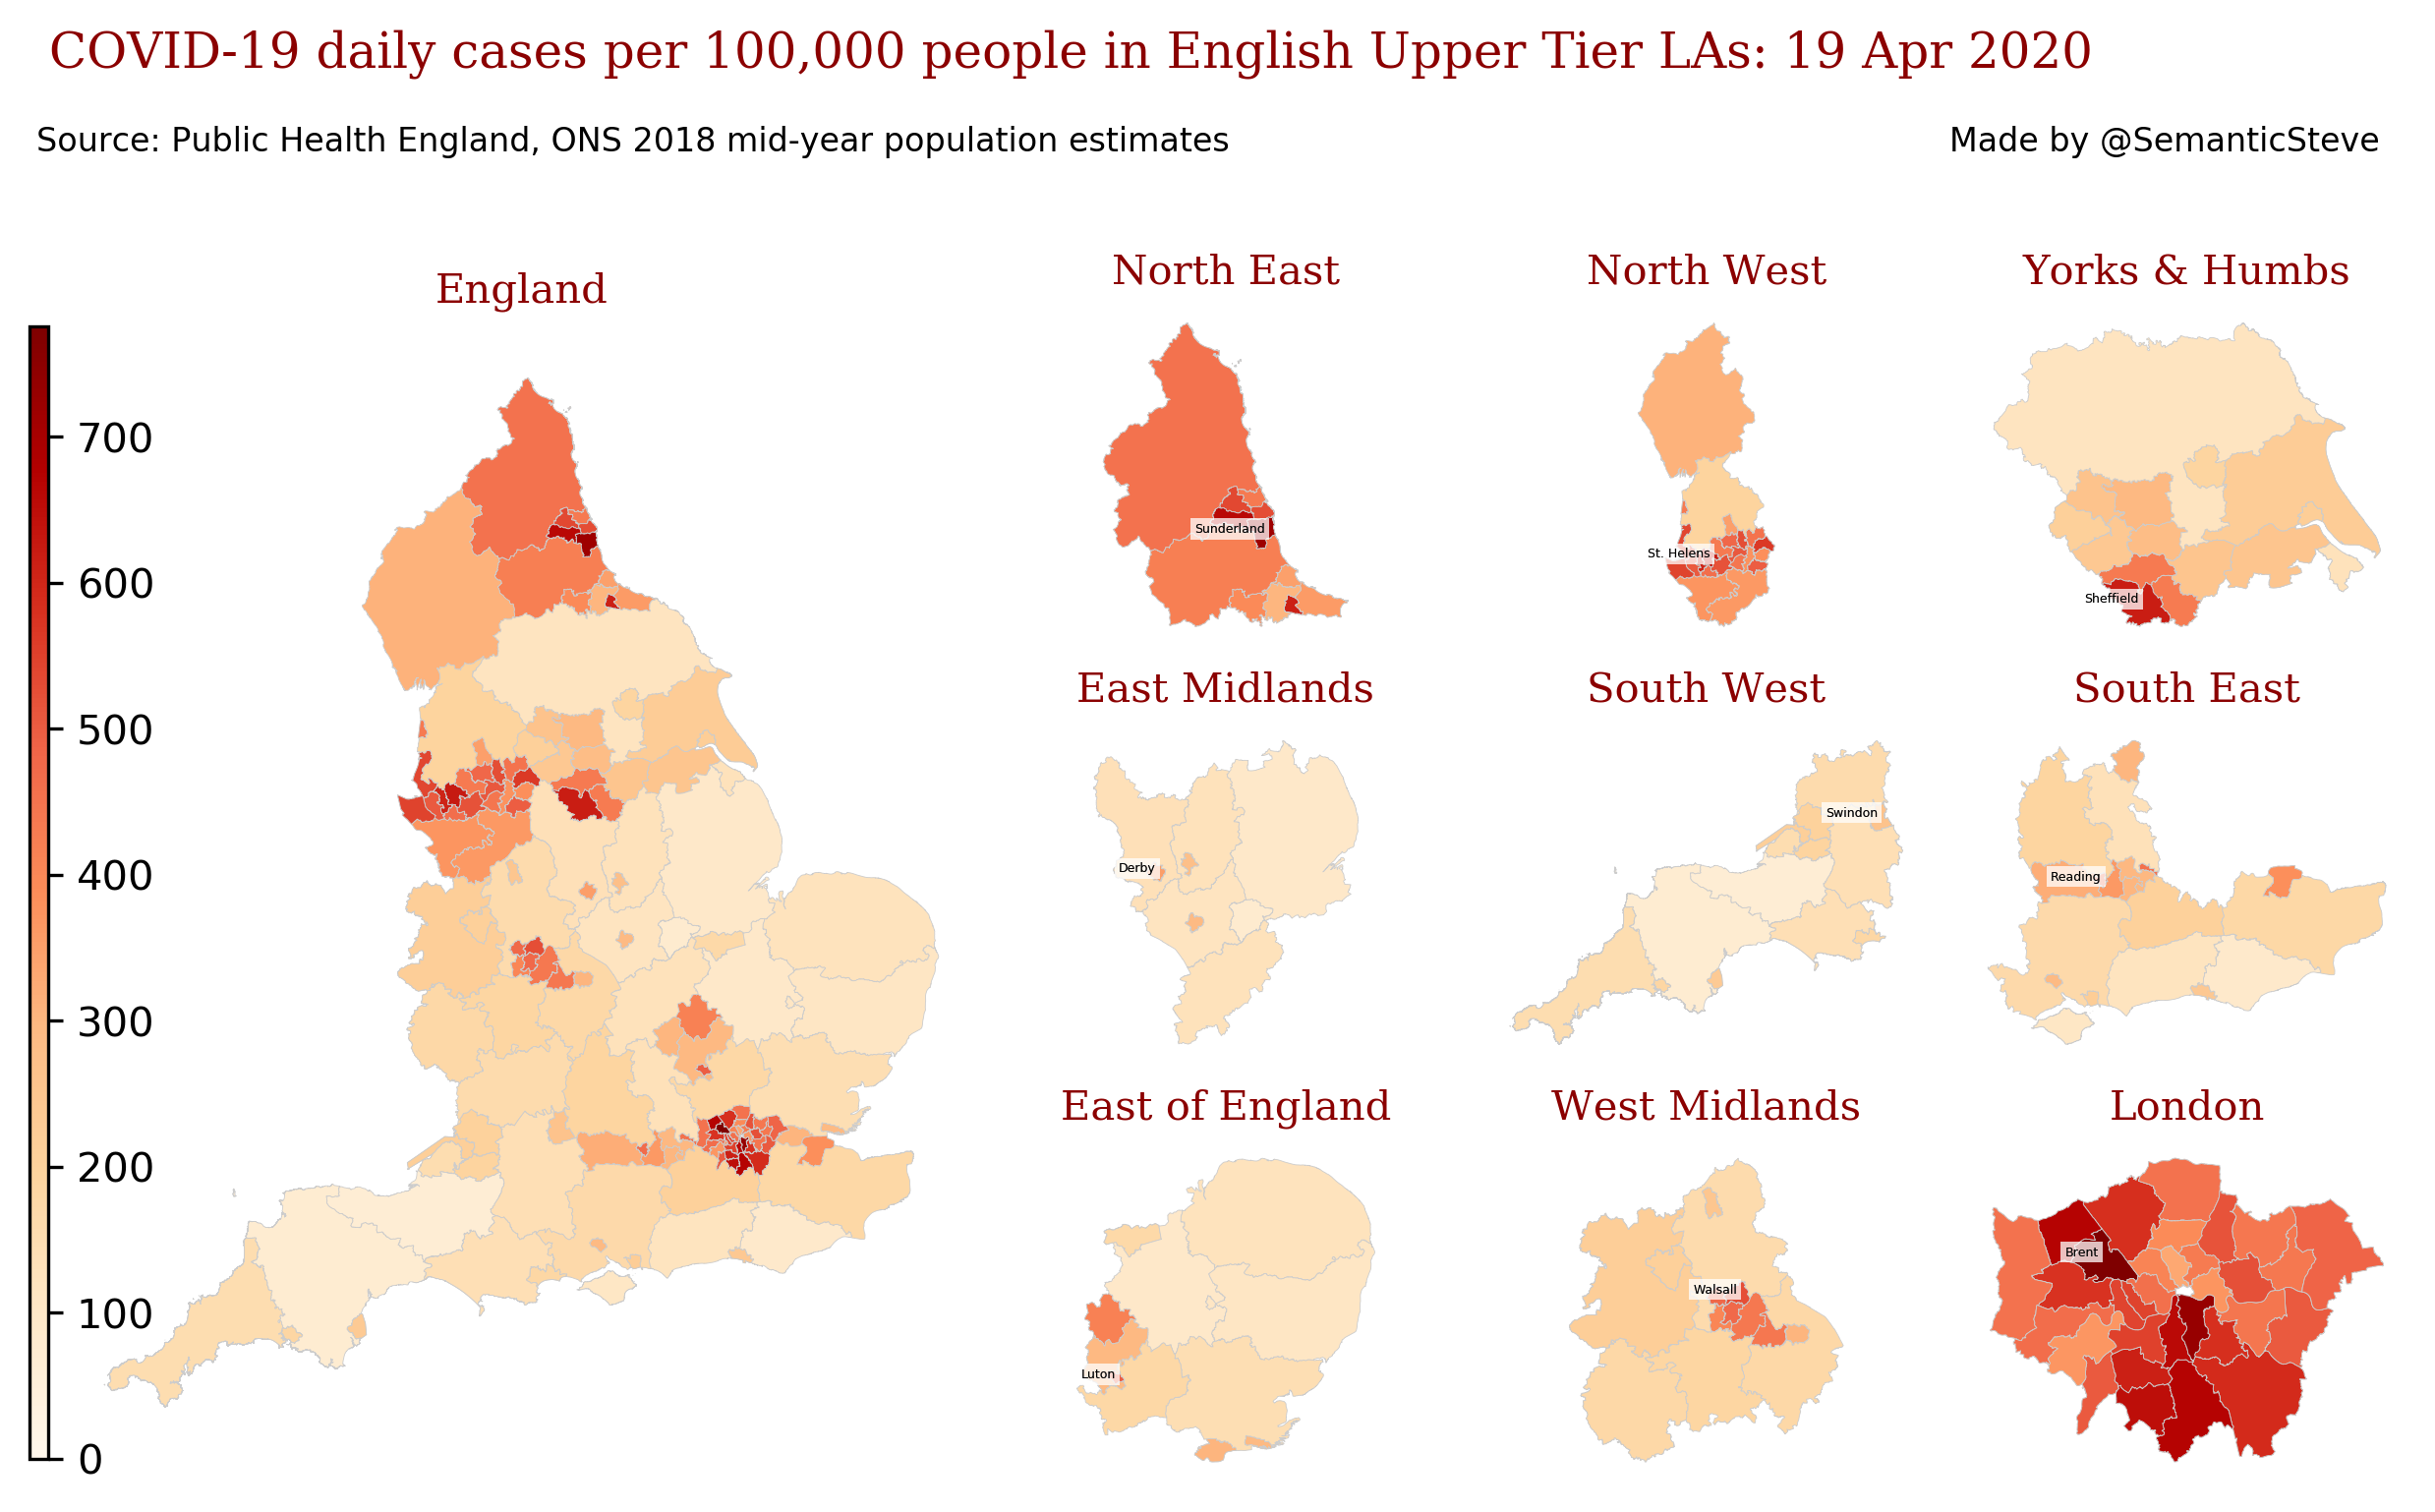 COVID-19 daily cases per 100,000 people in English Upper Tier LAs: 19 Apr 2020
Source: Public Health England, ONS 2018 mid-year population estimates
Made by @SemanticSteve
England
700
600
500
400
300
200
100
0
North East
Sunderland
North West
St. Helens
Yorks & Humbs
Sheffield
East Midlands
Derby
South West
Swindon
South East
Reading
East of England
Luton
West Midlands
Walsall
London
Brent